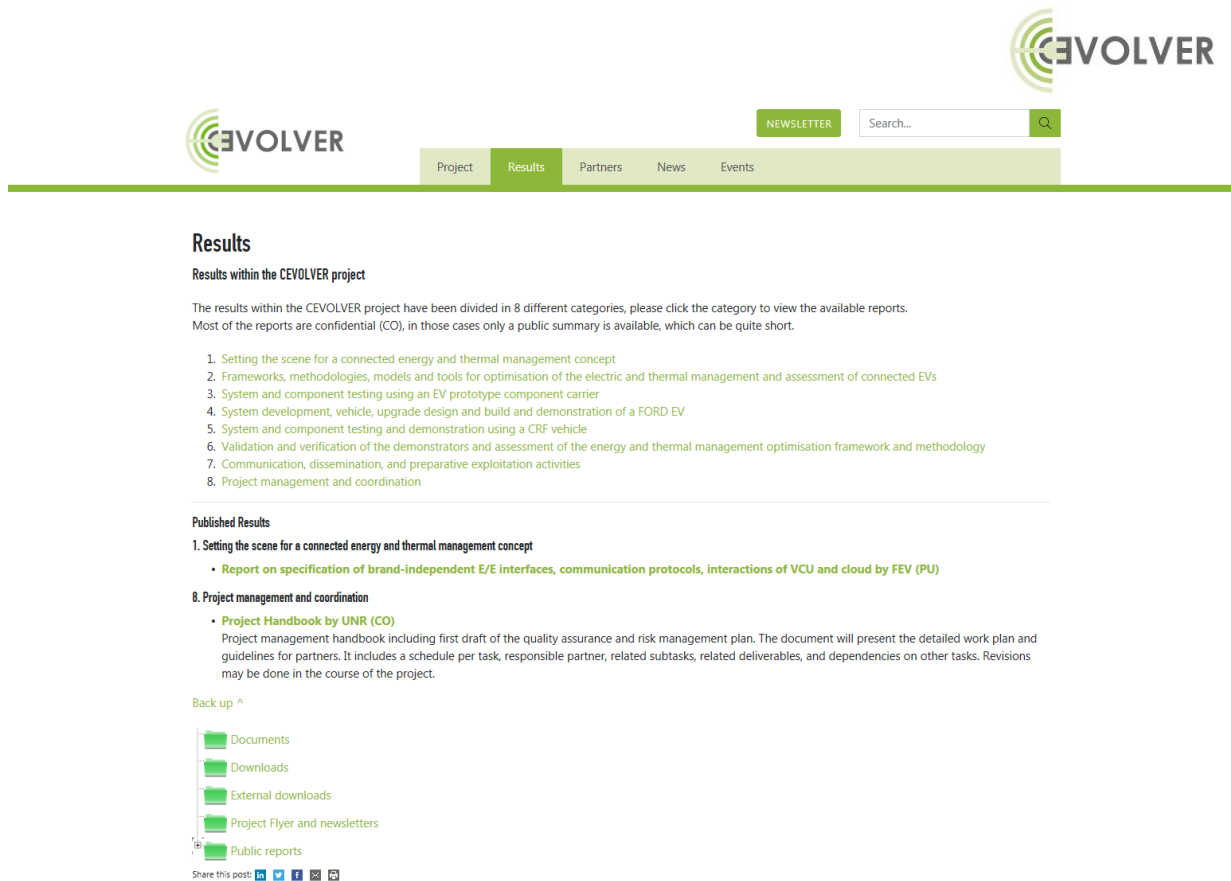 CEVOLVER
CEVOLVER
NEWSLETTER
Search...
Project
Results
Partners
News
Events
Results
Results within the CEVOLVER project
The results within the CEVOLVER project have been divided in 8 different categories, please click the category to view the available reports.
Most of the reports are confidential (CO), in those cases only a public summary is available, which can be quite short.
1. Setting the scene for a connected energy and thermal management concept
2. Frameworks, methodologies, models and tools for optimisation of the electric and thermal management and assessment of connected EVs
3. System and component testing using an EV prototype component carrier
4. System development, vehicle, upgrade design and build and demonstration of a FORD EV
5. System and component testing and demonstration using a CRF vehicle
6. Validation and verification of the demonstrators and assessment of the energy and thermal management optimisation framework and methodology
7. Communication, dissemination, and preparative exploitation activities
8. Project management and coordination
Published Results
1. Setting the scene for a connected energy and thermal management concept
• Report on specification of brand-independent E/E interfaces, communication protocols, interactions of VCU and cloud by FEV (PU)
8. Project management and coordination
• Project Handbook by UNR (CO)
Project management handbook including first draft of the quality assurance and risk management plan. The document will present the detailed work plan and
guidelines for partners. It includes a schedule per task, responsible partner, related subtasks, related deliverables, and dependencies on other tasks. Revisions
may be done in the course of the project.
Back up ^
Documents
Downloads
External downloads
Project Flyer and newsletters
Public reports
Share this post: